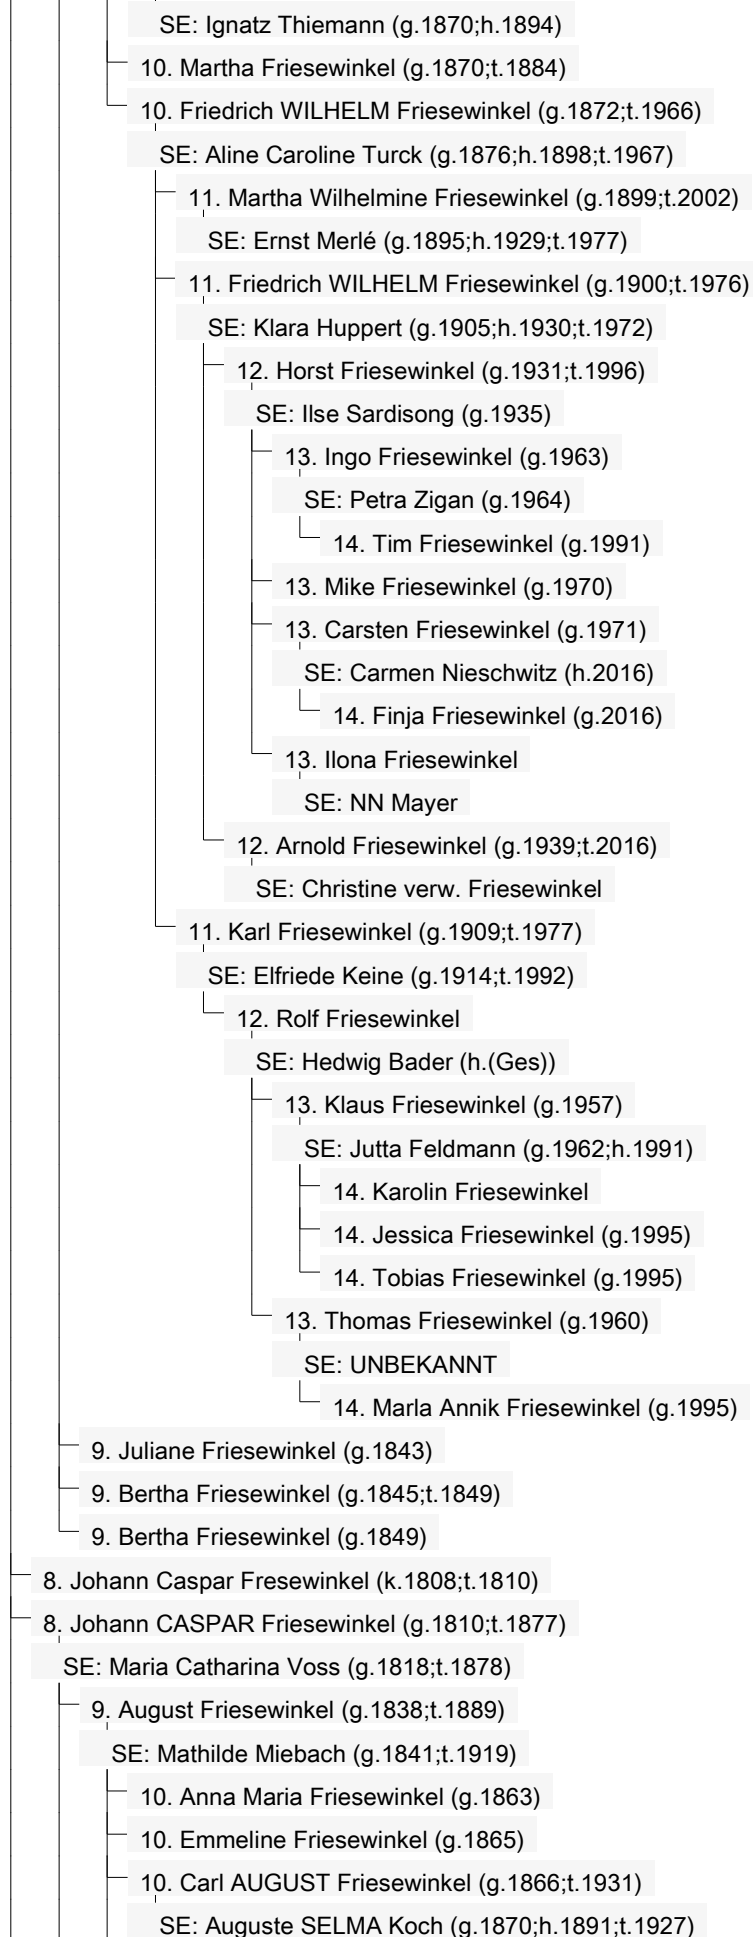 SE: Ignatz Thiemann (g.1870;h.1894)
10. Martha Friesewinkel (g.1870;t.1884)
10. Friedrich WILHELM Friesewinkel (g.1872;t.1966)
SE: Aline Caroline Turck (g.1876;h.1898;t.1967)
11. Martha Wilhelmine Friesewinkel (g.1899;t.2002)
SE: Ernst Merlé (g.1895;h.1929;t.1977)
11. Friedrich WILHELM Friesewinkel (g.1900;t.1976)
SE: Klara Huppert (g.1905;h.1930;t.1972)
12. Horst Friesewinkel (g.1931;t.1996)
SE: Ilse Sardisong (g.1935)
13. Ingo Friesewinkel (g.1963)
SE: Petra Zigan (g.1964)
14. Tim Friesewinkel (g.1991)
13. Mike Friesewinkel (g.1970)
13. Carsten Friesewinkel (g.1971)
SE: Carmen Nieschwitz (h.2016)
14. Finja Friesewinkel (g.2016)
13. Ilona Friesewinkel
SE: NN Mayer
12. Arnold Friesewinkel (g.1939;t.2016)
SE: Christine verw. Friesewinkel
11. Karl Friesewinkel (g.1909;t.1977)
SE: Elfriede Keine (g.1914;t.1992)
12. Rolf Friesewinkel
SE: Hedwig Bader (h.(Ges))
13. Klaus Friesewinkel (g.1957)
SE: Jutta Feldmann (g.1962;h.1991)
14. Karolin Friesewinkel
14. Jessica Friesewinkel (g.1995)
14. Tobias Friesewinkel (g.1995)
13. Thomas Friesewinkel (g.1960)
SE: UNBEKANNT
14. Marla Annik Friesewinkel (g.1995)
9. Juliane Friesewinkel (g.1843)
9. Bertha Friesewinkel (g.1845;t.1849)
9. Bertha Friesewinkel (g.1849)
8. Johann Caspar Fresewinkel (k.1808;t.1810)
8. Johann CASPAR Friesewinkel (g.1810;t.1877)
SE: Maria Catharina Voss (g.1818;t.1878)
9. August Friesewinkel (g.1838;t.1889)
SE: Mathilde Miebach (g.1841;t.1919)
10. Anna Maria Friesewinkel (g.1863)
10. Emmeline Friesewinkel (g.1865)
10. Carl AUGUST Friesewinkel (g.1866;t.1931)
SE: Auguste SELMA Koch (g.1870;h.1891;t.1927)